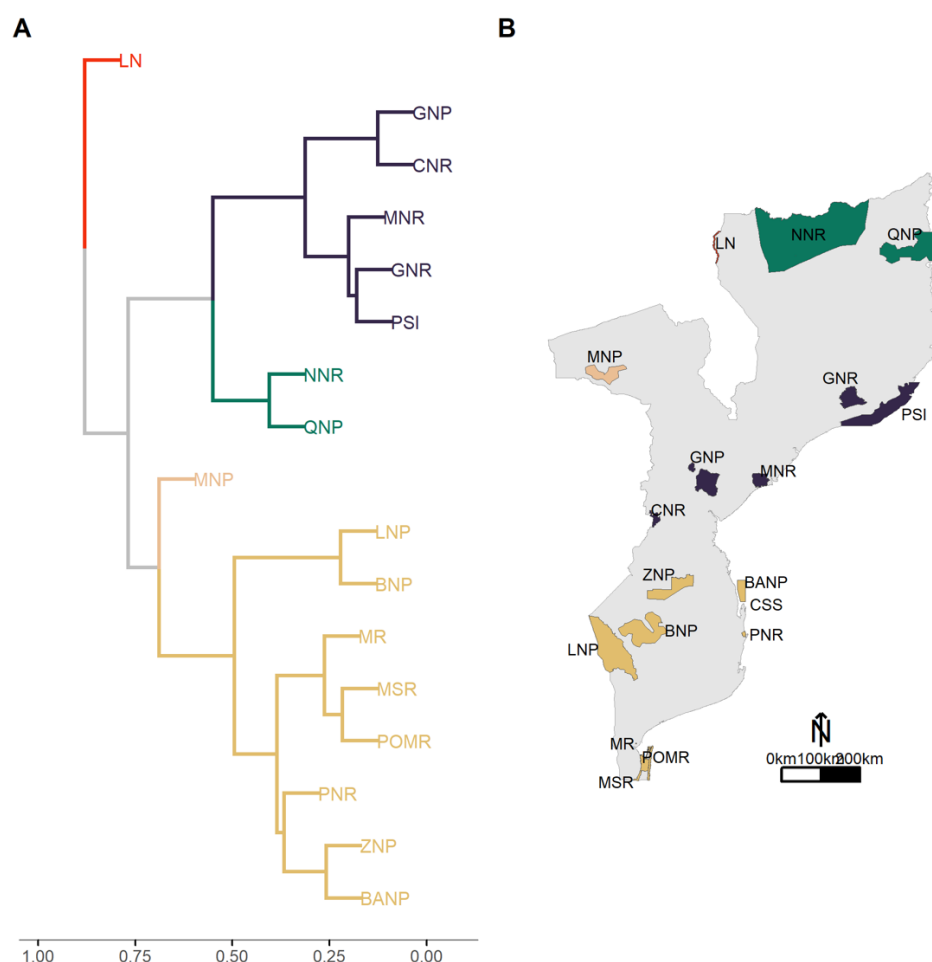 A
LN
GNP
CNR
MNR
GNR
PSI
NNR
QNP
MNP
LNP
BNP
MR
MSR
POMR
PNR
ZNP
BANP
1.00 0.75 0.50 0.25 0.00
B
LN
NNR
QNP
MNP
GNR
PSI
GNP
MNR
CNR
ZNP
BANP
CSS
PNR
BNP
LNP
MR
POMR
MSR
N
0km 100km 200km